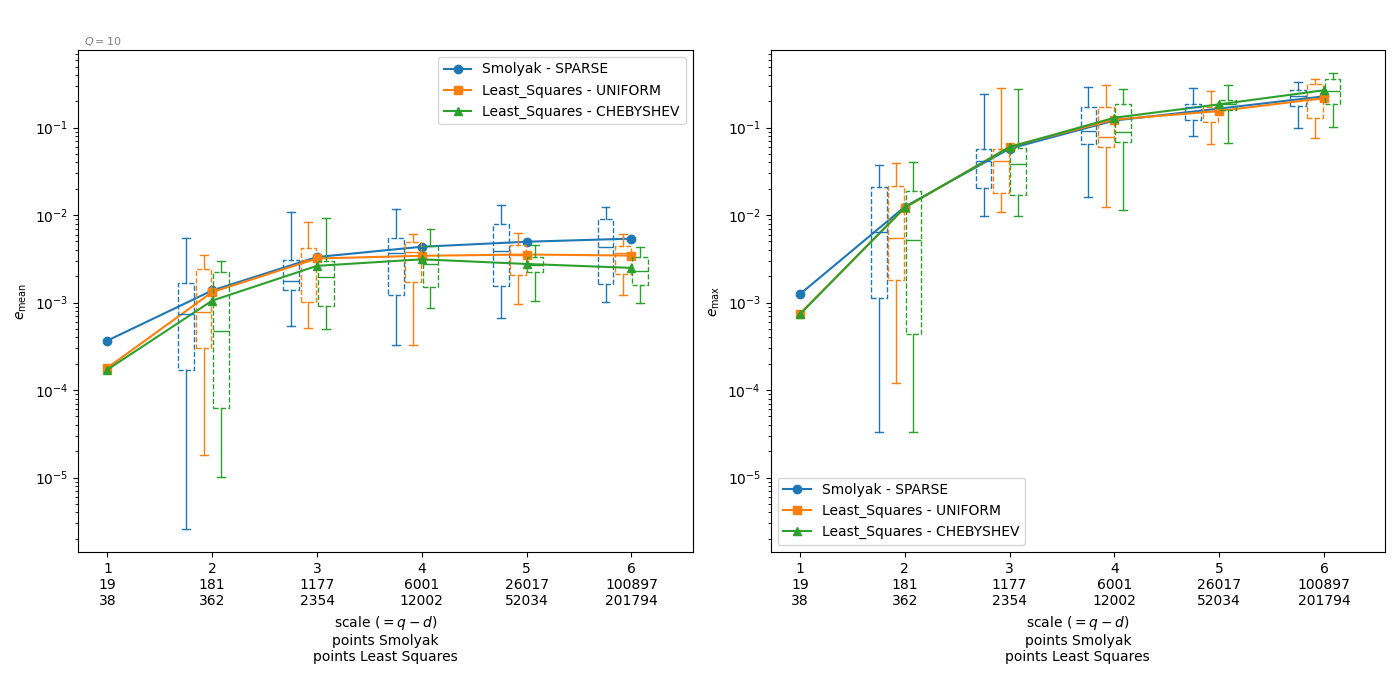 Q = 10
Smolyak - SPARSE
Least_Squares - UNIFORM
Least_Squares - CHEBYSHEV
10⁻¹
10⁻²
10⁻³
10⁻⁴
10⁻⁵
e_mean
1 2 3 4 5 6
19 181 1177 6001 26017 100897
38 362 2354 12002 52034 201794
scale (= q − d)
points Smolyak
points Least Squares
10⁻¹
10⁻²
10⁻³
10⁻⁴
10⁻⁵
e_max
Smolyak - SPARSE
Least_Squares - UNIFORM
Least_Squares - CHEBYSHEV
1 2 3 4 5 6
19 181 1177 6001 26017 100897
38 362 2354 12002 52034 201794
scale (= q − d)
points Smolyak
points Least Squares